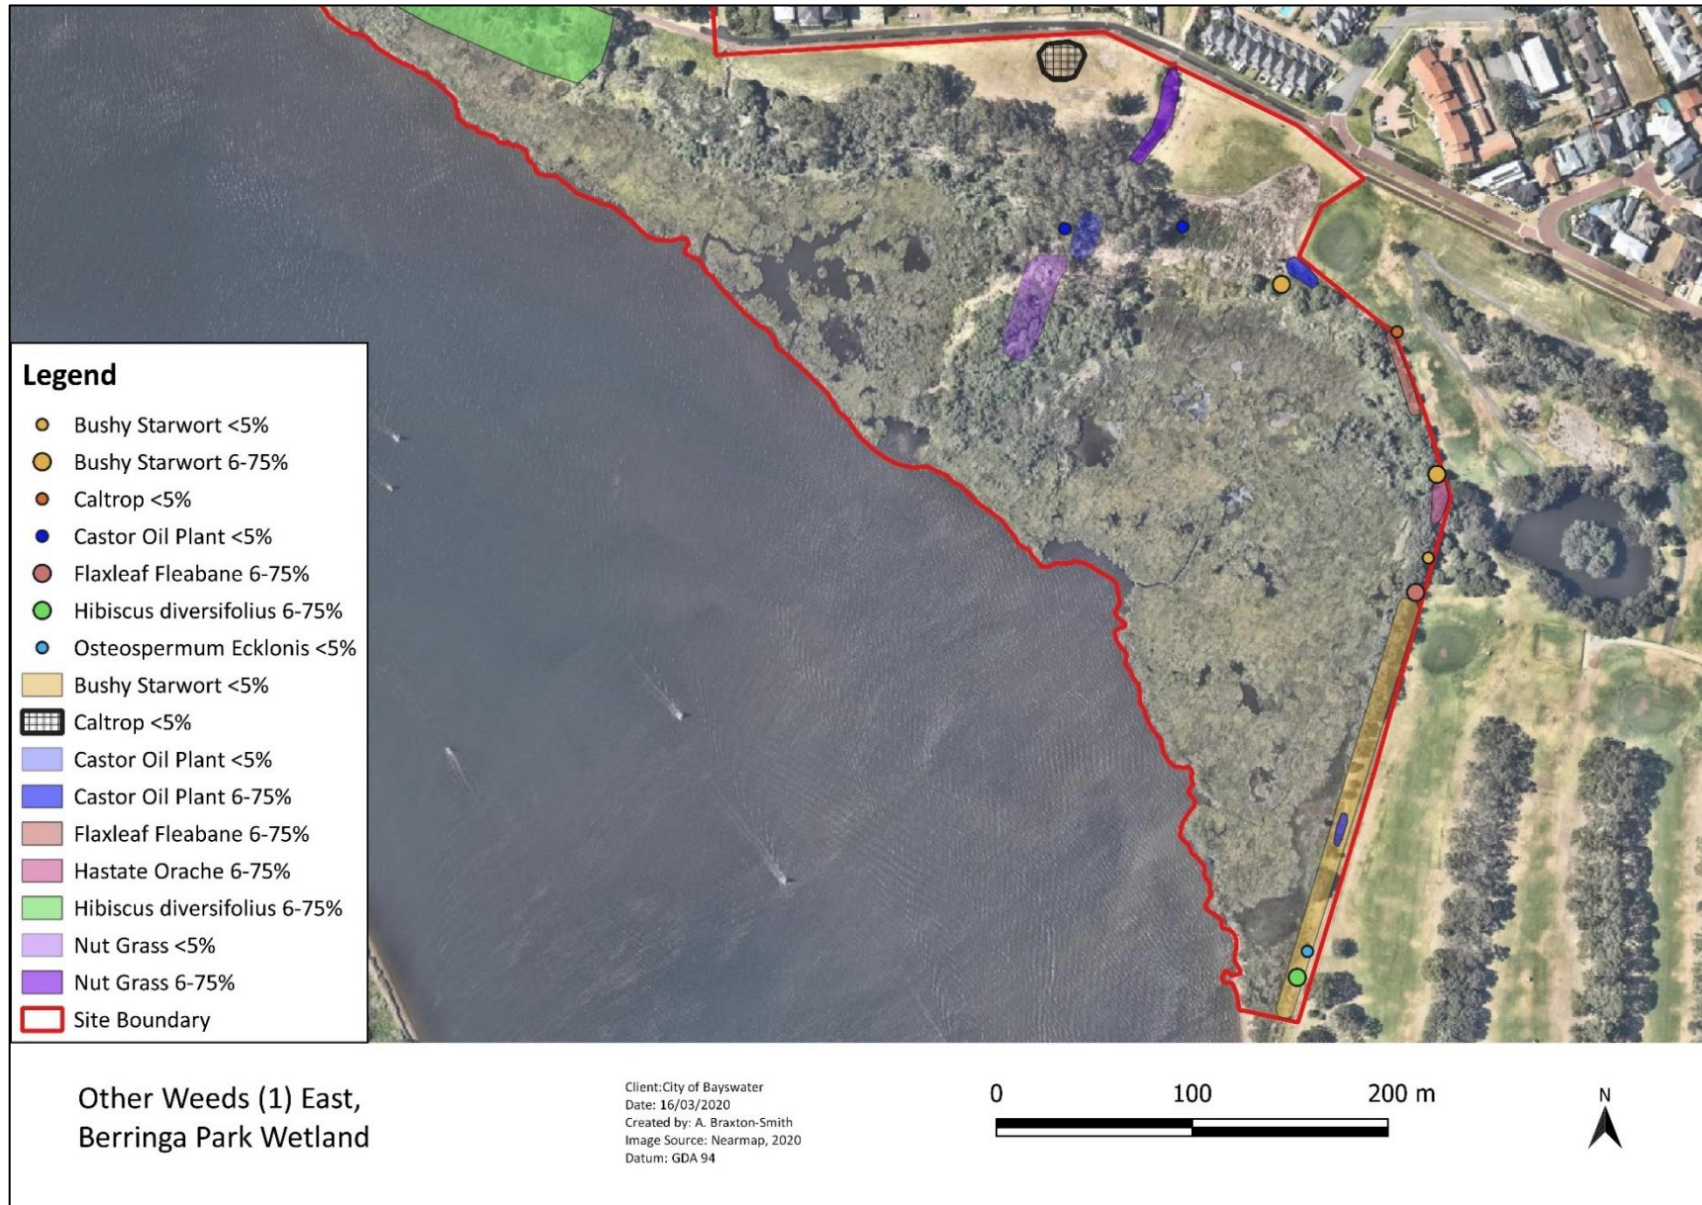 Legend
Bushy Starwort <5%
Bushy Starwort 6-75%
Caltrop <5%
Castor Oil Plant <5%
Flaxleaf Fleabane 6-75%
Hibiscus diversifolius 6-75%
Osteospermum Ecklonis <5%
Bushy Starwort <5%
Caltrop <5%
Castor Oil Plant <5%
Castor Oil Plant 6-75%
Flaxleaf Fleabane 6-75%
Hastate Orache 6-75%
Hibiscus diversifolius 6-75%
Nut Grass <5%
Nut Grass 6-75%
Site Boundary
Other Weeds (1) East,
Berringa Park Wetland
Client:City of Bayswater
Date: 16/03/2020
Created by: A. Braxton-Smith
Image Source: Nearmap, 2020
Datum: GDA 94
0 100 200 m
N